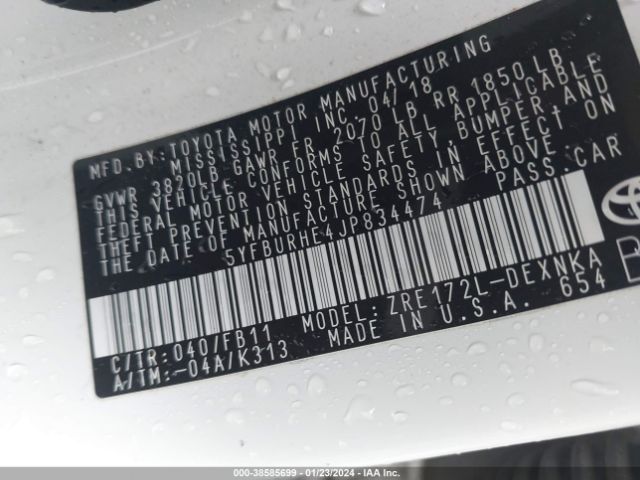 MFD. BY: TOYOTA MOTOR MANUFACTURING
MISSISSIPPI INC. 04/18
GVWR 3820LB GAWR FR. 2070 LB RR 1850 LB
THIS VEHICLE CONFORMS TO ALL APPLICABLE
FEDERAL MOTOR VEHICLE SAFETY, BUMPER, AND
THEFT PREVENTION STANDARDS IN EFFECT ON
THE DATE OF MANUFACTURE SHOWN ABOVE.
5YFBURHE4JP834474 PASS. CAR
C/TR: 040/FB11 MODEL: ZRE172L-DEXNKA
A/TM: -04A/K313 MADE IN U.S.A. 654
000-38585699 - 01/23/2024 - IAA Inc.